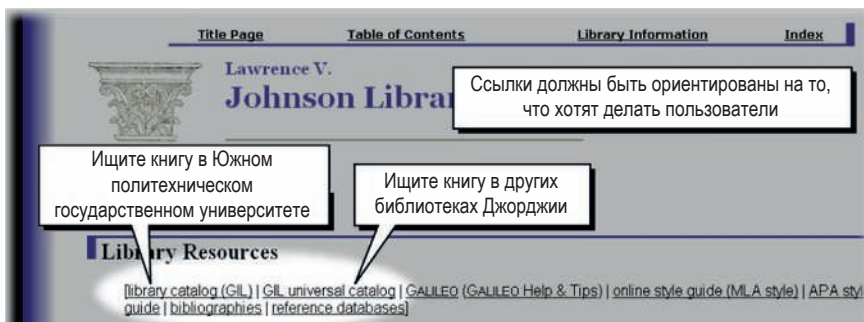 Title Page Table of Contents Library Information Index
Lawrence V.
Johnson Librar
Ссылки должны быть ориентированы на то,
что хотят делать пользователи
Ищите книгу в Южном
политехническом
государственном университете
Ищите книгу в других
библиотеках Джорджии
Library Resources
[library catalog (GIL) | GIL universal catalog | GALILEO (GALILEO Help & Tips) | online style guide (MLA style) | APA styl
guide | bibliographies | reference databases]